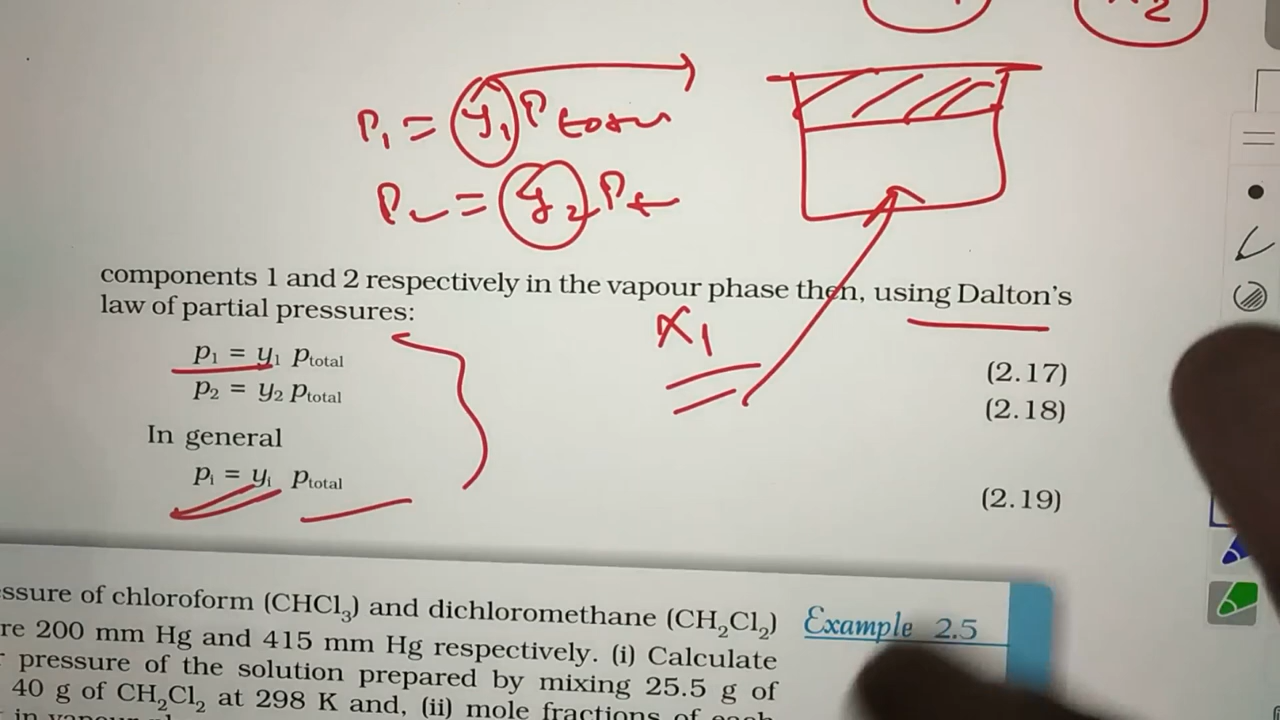 x2
P1 = y1 P total
P2 = y2 Pt
components 1 and 2 respectively in the vapour phase then, using Dalton's
law of partial pressures:
x1
p1 = y1 ptotal (2.17)
p2 = y2 ptotal (2.18)
In general
pi = yi ptotal (2.19)
ssure of chloroform (CHCl3) and dichloromethane (CH2Cl2) Example 2.5
re 200 mm Hg and 415 mm Hg respectively. (i) Calculate
r pressure of the solution prepared by mixing 25.5 g of
40 g of CH2Cl2 at 298 K and, (ii) mole fractions of each
in vapour